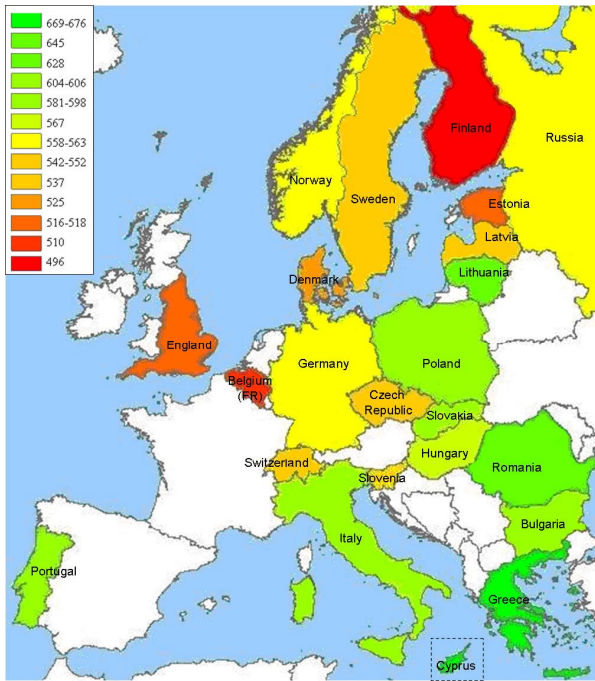 669-676
645
628
604-606
581-598
567
558-563
542-552
537
525
516-518
510
496
Finland
Russia
Norway
Sweden
Estonia
Latvia
Denmark
Lithuania
England
Germany
Poland
Belgium
(FR)
Czech
Republic
Slovakia
Hungary
Switzerland
Slovenia
Romania
Bulgaria
Italy
Portugal
Greece
Cyprus